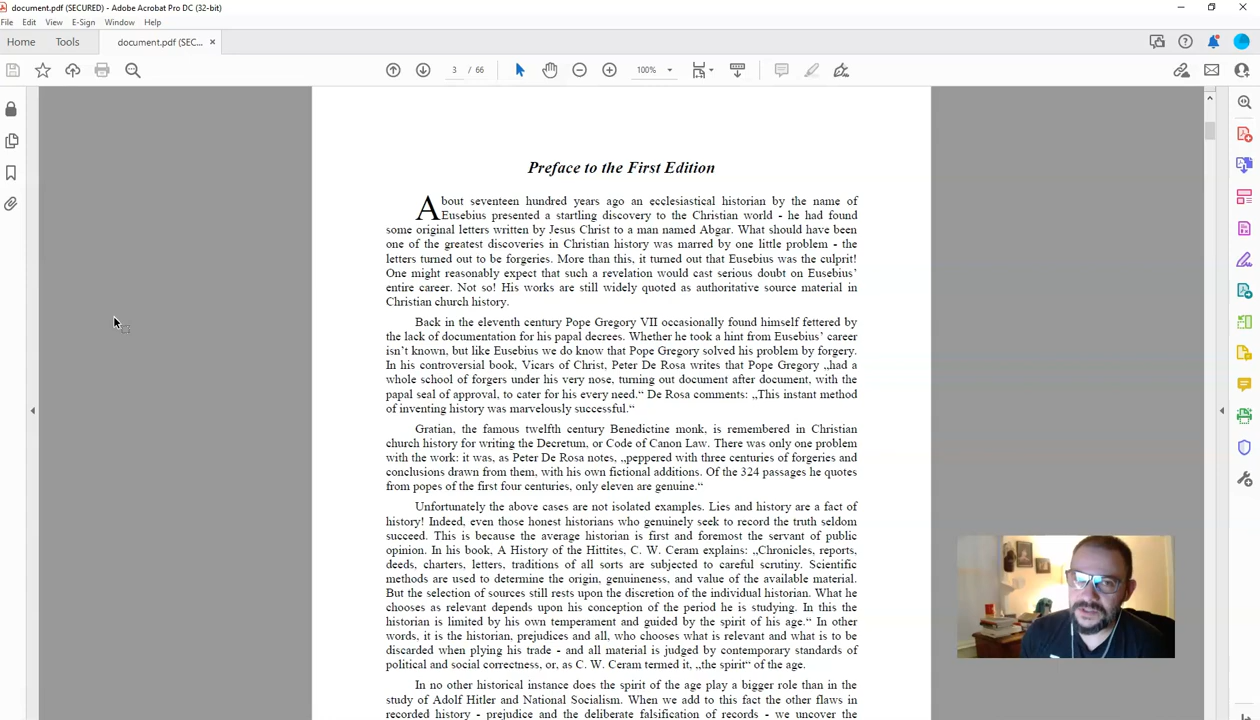 document.pdf (SECURED) - Adobe Acrobat Pro DC (32-bit)
File Edit View E-Sign Window Help
Home Tools document.pdf (SEC... ×
3 / 66 100%
Preface to the First Edition
About seventeen hundred years ago an ecclesiastical historian by the name of
Eusebius presented a startling discovery to the Christian world - he had found
some original letters written by Jesus Christ to a man named Abgar. What should have been
one of the greatest discoveries in Christian history was marred by one little problem - the
letters turned out to be forgeries. More than this, it turned out that Eusebius was the culprit!
One might reasonably expect that such a revelation would cast serious doubt on Eusebius’
entire career. Not so! His works are still widely quoted as authoritative source material in
Christian church history.
Back in the eleventh century Pope Gregory VII occasionally found himself fettered by
the lack of documentation for his papal decrees. Whether he took a hint from Eusebius’ career
isn’t known, but like Eusebius we do know that Pope Gregory solved his problem by forgery.
In his controversial book, Vicars of Christ, Peter De Rosa writes that Pope Gregory „had a
whole school of forgers under his very nose, turning out document after document, with the
papal seal of approval, to cater for his every need.“ De Rosa comments: „This instant method
of inventing history was marvelously successful.“
Gratian, the famous twelfth century Benedictine monk, is remembered in Christian
church history for writing the Decretum, or Code of Canon Law. There was only one problem
with the work: it was, as Peter De Rosa notes, „peppered with three centuries of forgeries and
conclusions drawn from them, with his own fictional additions. Of the 324 passages he quotes
from popes of the first four centuries, only eleven are genuine.“
Unfortunately the above cases are not isolated examples. Lies and history are a fact of
history! Indeed, even those honest historians who genuinely seek to record the truth seldom
succeed. This is because the average historian is first and foremost the servant of public
opinion. In his book, A History of the Hittites, C. W. Ceram explains: „Chronicles, reports,
deeds, charters, letters, traditions of all sorts are subjected to careful scrutiny. Scientific
methods are used to determine the origin, genuineness, and value of the available material.
But the selection of sources still rests upon the discretion of the individual historian. What he
chooses as relevant depends upon his conception of the period he is studying. In this the
historian is limited by his own temperament and guided by the spirit of his age.“ In other
words, it is the historian, prejudices and all, who chooses what is relevant and what is to be
discarded when plying his trade - and all material is judged by contemporary standards of
political and social correctness, or, as C. W. Ceram termed it, „the spirit“ of the age.
In no other historical instance does the spirit of the age play a bigger role than in the
study of Adolf Hitler and National Socialism. When we add to this fact the other flaws in
recorded history - prejudice and the deliberate falsification of records - we uncover the